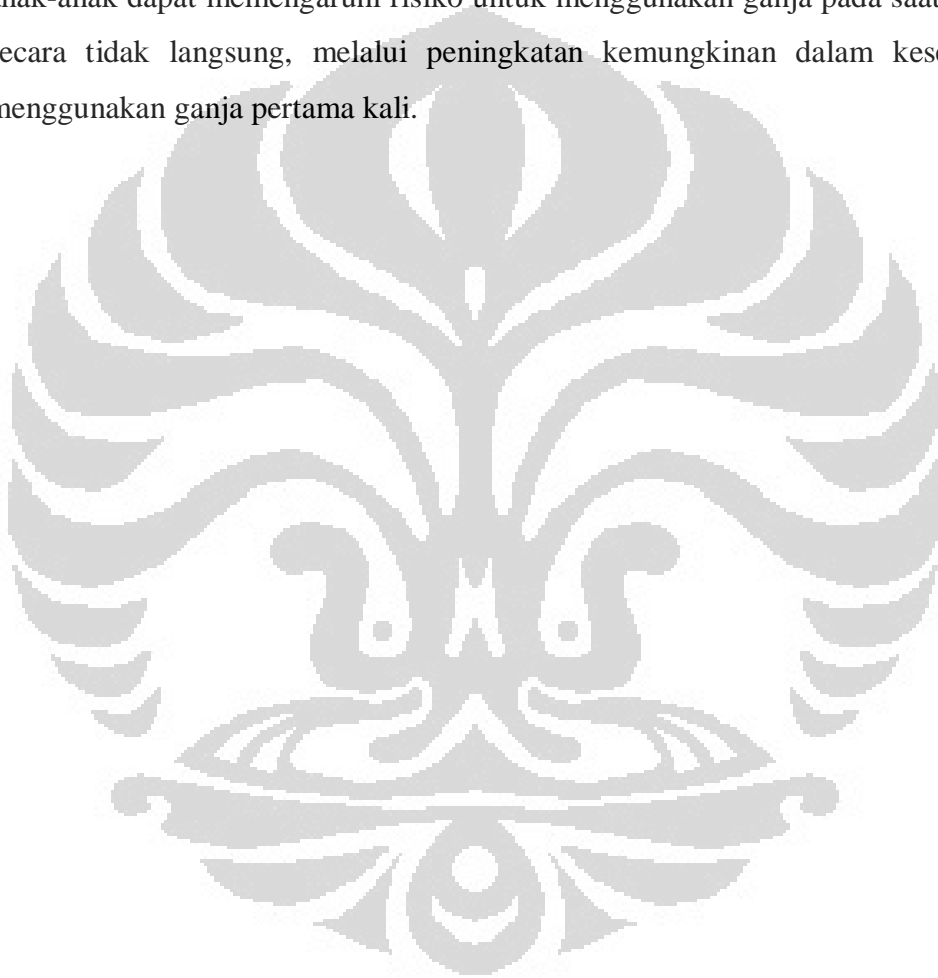 anak-anak dapat memengaruhi risiko untuk menggunakan ganja pada saat
secara tidak langsung, melalui peningkatan kemungkinan dalam
menggunakan ganja pertama kali.